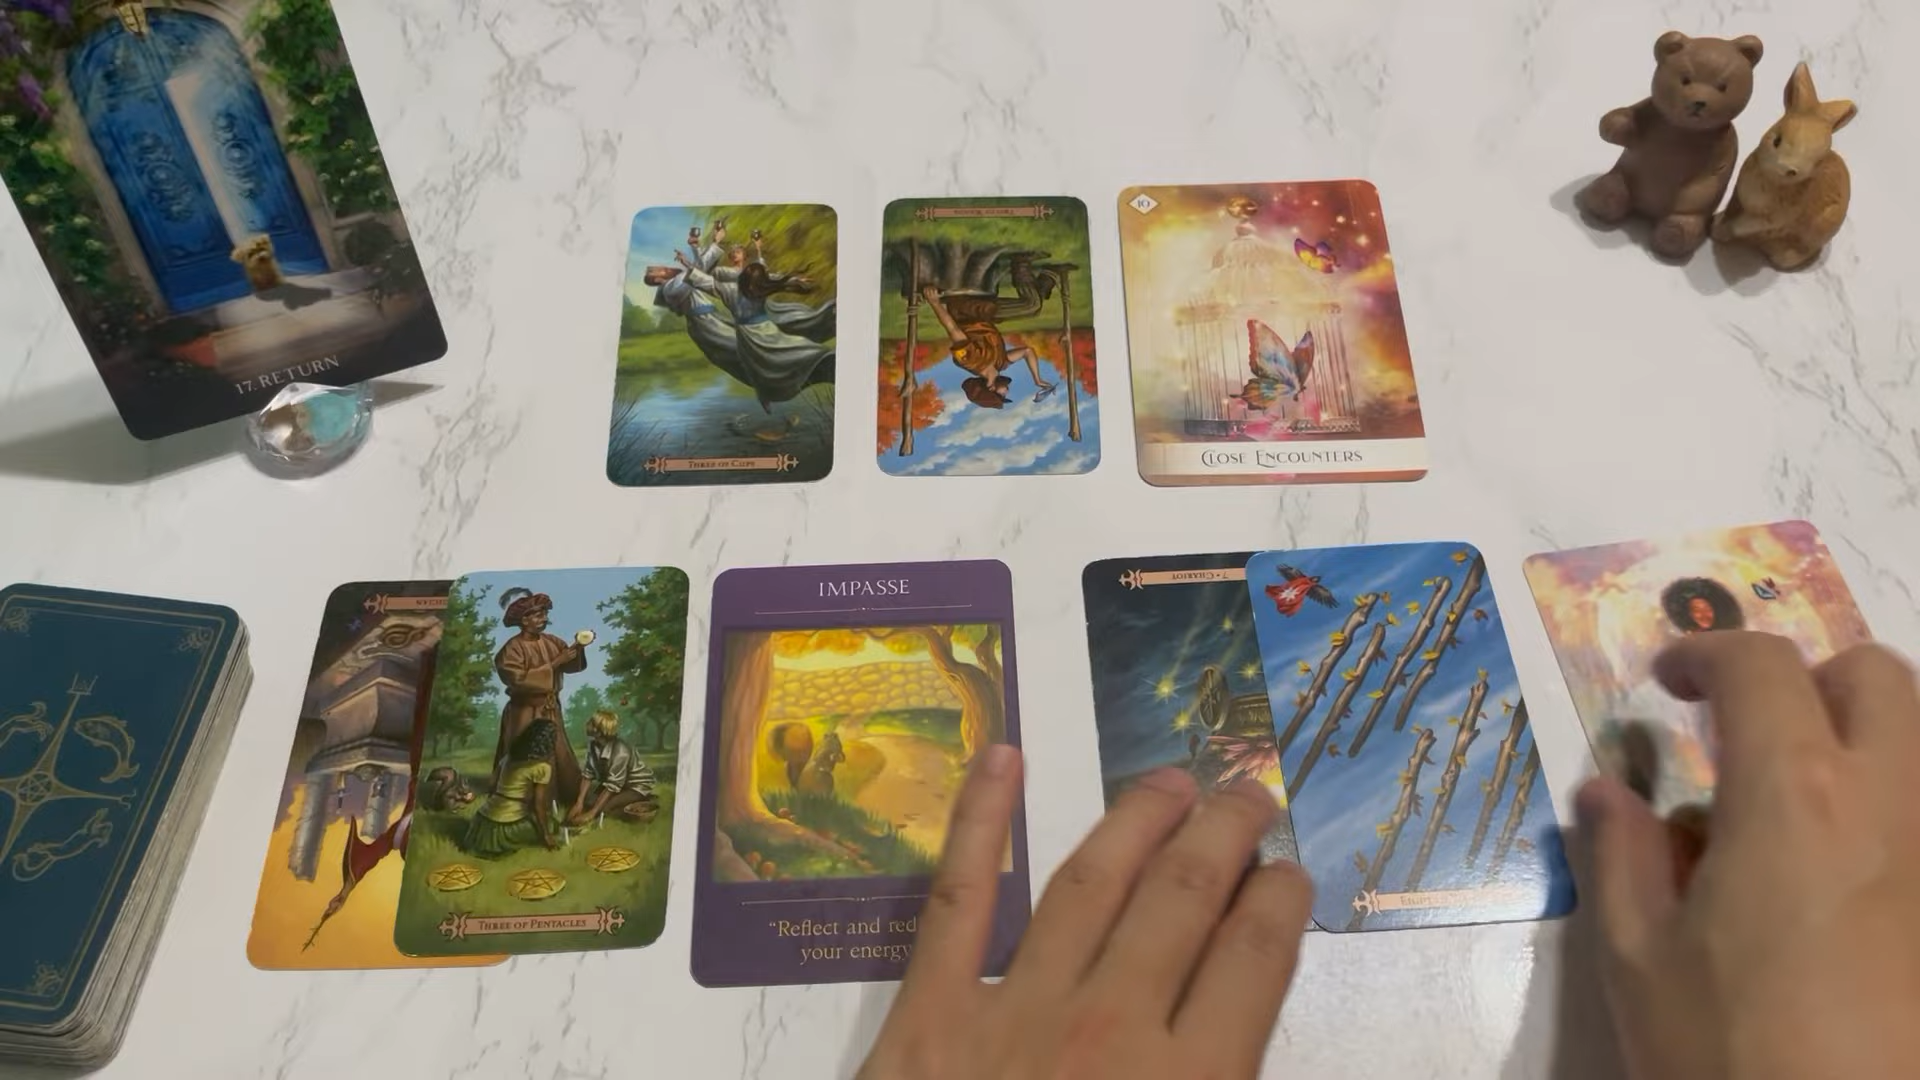 17. RETURN
THREE OF CUPS
10
CLOSE ENCOUNTERS
IMPASSE
"Reflect and red
your energy
THREE OF PENTACLES
7 • CHARIOT